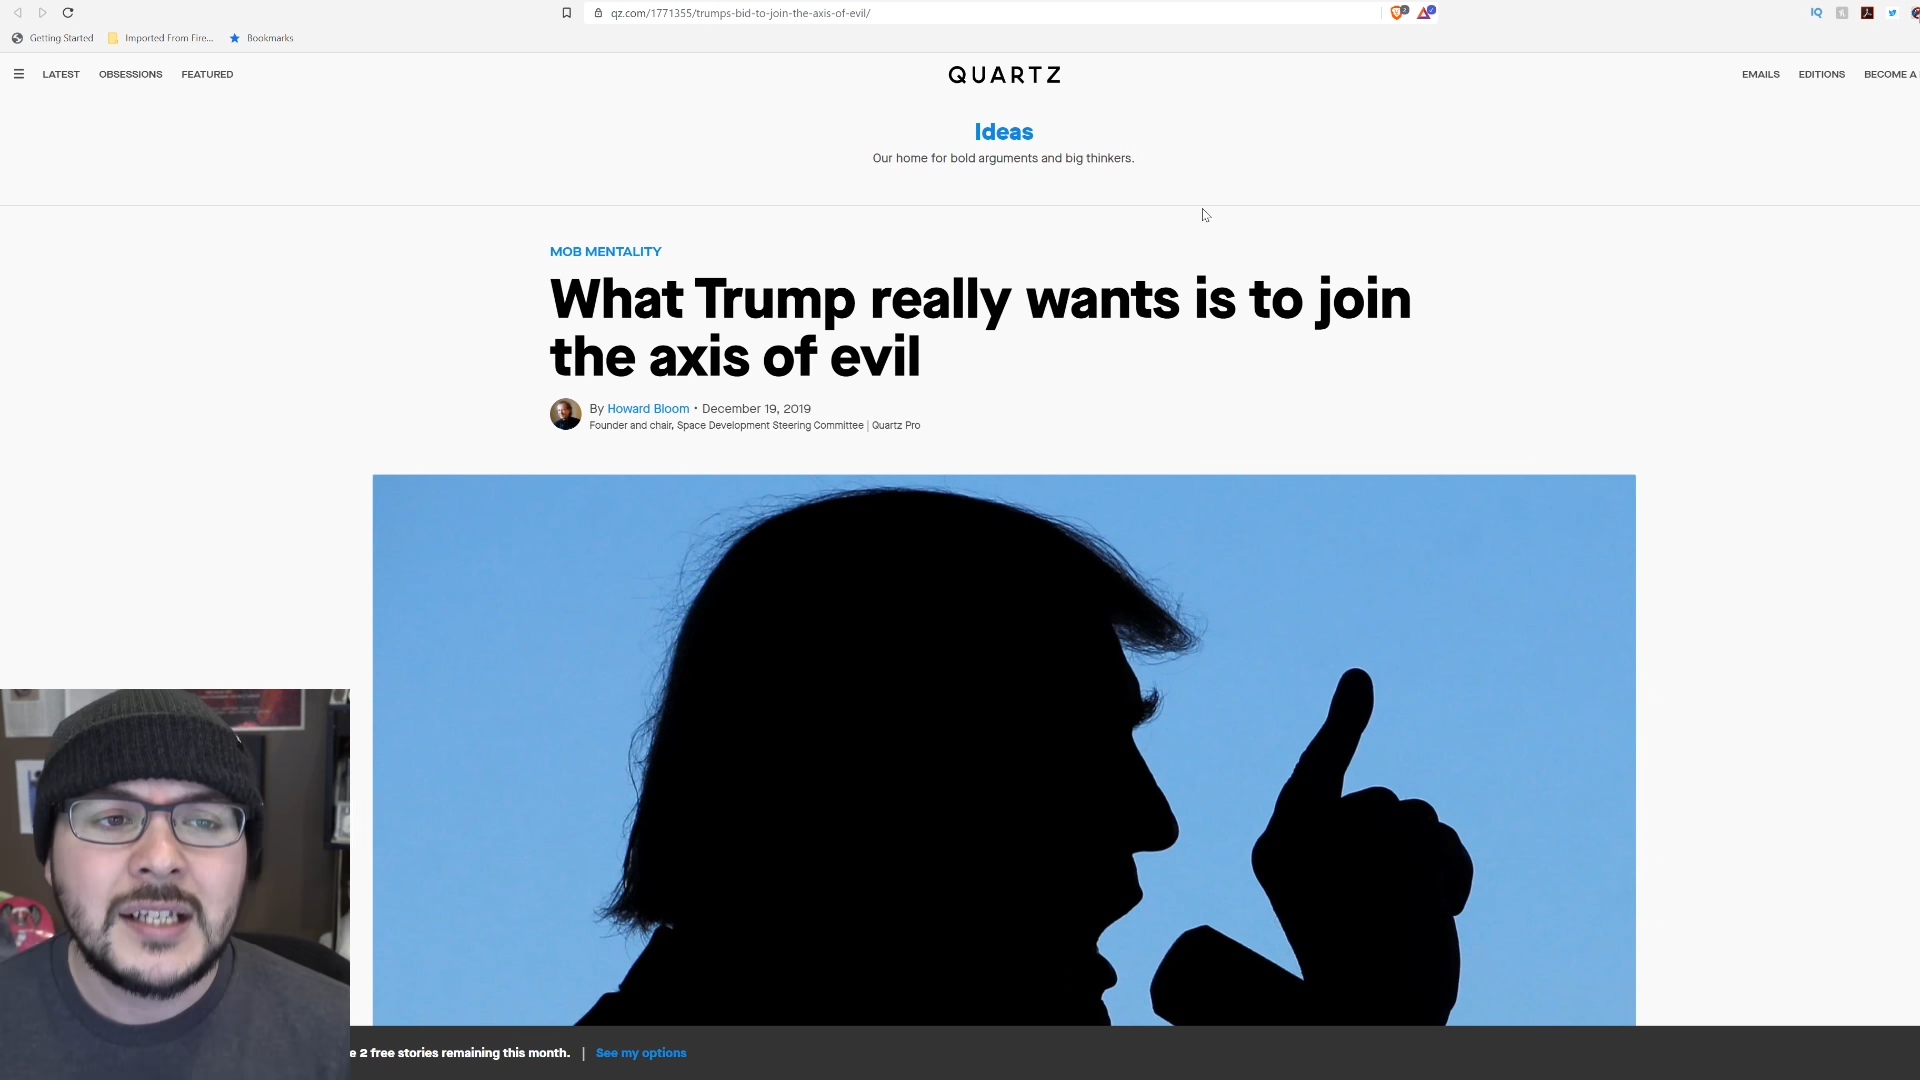 qz.com/1771355/trumps-bid-to-join-the-axis-of-evil/
IQ
Getting Started
Imported From Fire...
Bookmarks
LATEST
OBSESSIONS
FEATURED
QUARTZ
EMAILS
EDITIONS
BECOME A
Ideas
Our home for bold arguments and big thinkers.
MOB MENTALITY
What Trump really wants is to join
the axis of evil
By Howard Bloom • December 19, 2019
Founder and chair, Space Development Steering Committee | Quartz Pro
e 2 free stories remaining this month. | See my options